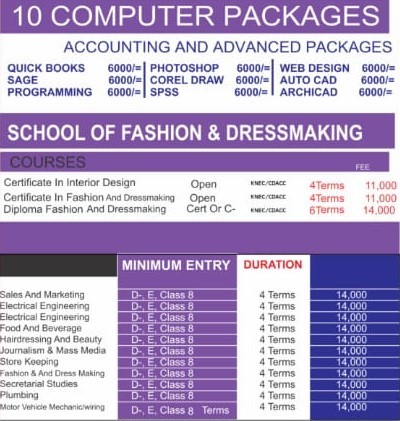 10 COMPUTER PACKAGES
ACCOUNTING AND ADVANCED PACKAGES
QUICK BOOKS 6000/= PHOTOSHOP 6000/= WEB DESIGN 6000/=
SAGE 6000/= COREL DRAW 6000/= AUTO CAD 6000/=
PROGRAMMING 6000/= SPSS 6000/= ARCHICAD 6000/=
SCHOOL OF FASHION & DRESSMAKING
COURSES FEE
Certificate In Interior Design Open KNEC/CDACC 4Terms 11,000
Certificate In Fashion And Dressmaking Open KNEC/CDACC 4Terms 11,000
Diploma Fashion And Dressmaking Cert Or C- KNEC/CDACC 6Terms 14,000
MINIMUM ENTRY DURATION
Sales And Marketing D-, E, Class 8 4 Terms 14,000
Electrical Engineering D-, E, Class 8 4 Terms 14,000
Electrical Engineering D-, E, Class 8 4 Terms 14,000
Food And Beverage D-, E, Class 8 4 Terms 14,000
Hairdressing And Beauty D-, E, Class 8 4 Terms 14,000
Journalism & Mass Media D-, E, Class 8 4 Terms 14,000
Store Keeping D-, E, Class 8 4 Terms 14,000
Fashion & And Dress Making D-, E, Class 8 4 Terms 14,000
Secretarial Studies D-, E, Class 8 4 Terms 14,000
Plumbing D-, E, Class 8 4 Terms 14,000
Motor Vehicle Mechanic/wiring D-, E, Class 8 Terms 4 Terms 14,000